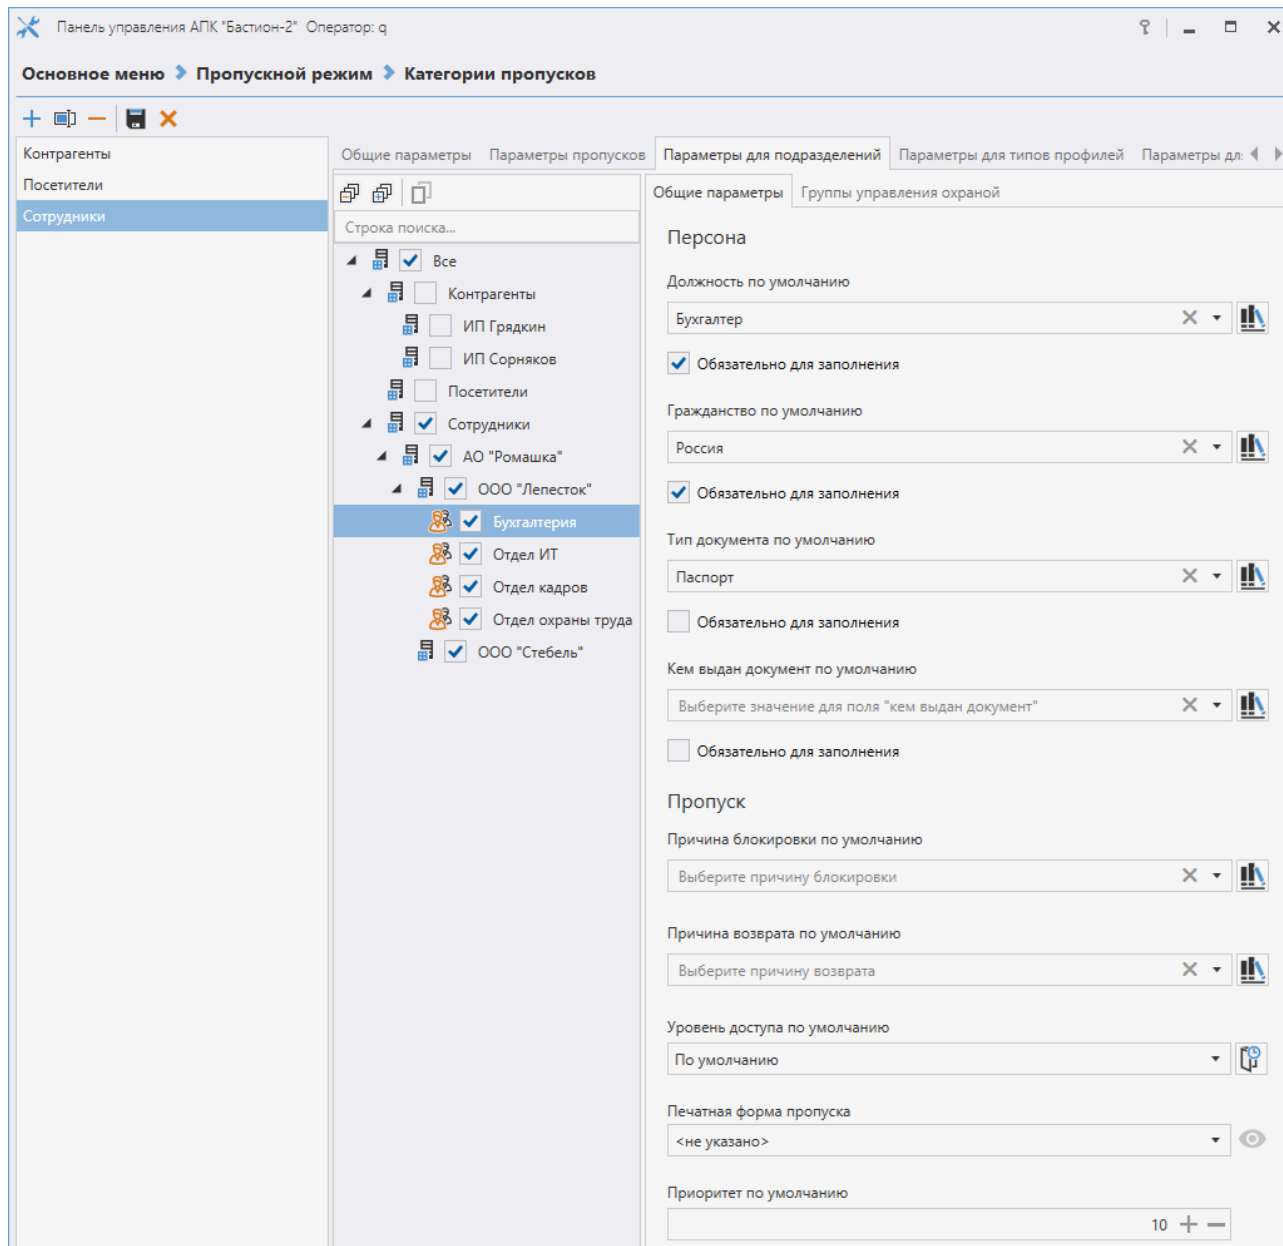 Панель управления АПК "Бастион-2" Оператор: q
Основное меню Пропускной режим Категории пропусков
Контрагенты
Посетители
Сотрудники
Общие параметры Параметры пропусков Параметры для подразделений Параметры для типов профилей Параметры для
Строка поиска...
Все
Контрагенты
ИП Грядкин
ИП Сорняков
Посетители
Сотрудники
АО "Ромашка"
ООО "Лепесток"
Бухгалтерия
Отдел ИТ
Отдел кадров
Отдел охраны труда
ООО "Стебель"
Общие параметры Группы управления охраной
Персона
Должность по умолчанию
Бухгалтер
Обязательно для заполнения
Гражданство по умолчанию
Россия
Обязательно для заполнения
Тип документа по умолчанию
Паспорт
Обязательно для заполнения
Кем выдан документ по умолчанию
Выберите значение для поля "кем выдан документ"
Обязательно для заполнения
Пропуск
Причина блокировки по умолчанию
Выберите причину блокировки
Причина возврата по умолчанию
Выберите причину возврата
Уровень доступа по умолчанию
По умолчанию
Печатная форма пропуска
<не указано>
Приоритет по умолчанию
10